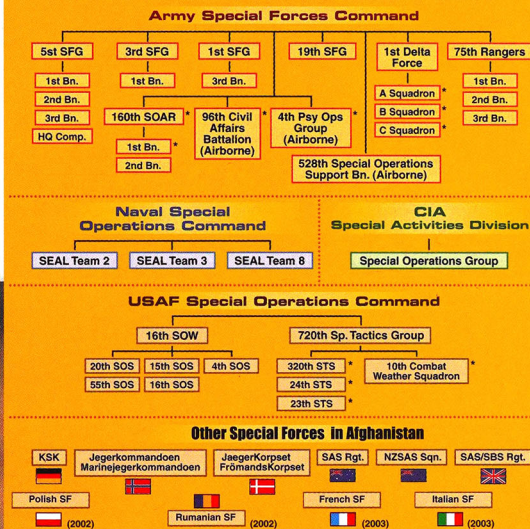 Army Special Forces Command
5st SFG
3rd SFG
1st SFG
19th SFG
1st Delta
Force
75th Rangers
1st Bn.
2nd Bn.
3rd Bn.
HQ Comp.
1st Bn.
3rd Bn.
A Squadron *
B Squadron *
C Squadron *
1st Bn.
2nd Bn.
3rd Bn.
160th SOAR *
1st Bn. *
2nd Bn.
96th Civil *
Affairs
Battallion
(Airborne)
4th Psy Ops *
Group
(Airborne)
528th Special Operations
Support Bn. (Airborne)
Naval Special
Operations Command
SEAL Team 2
SEAL Team 3
SEAL Team 8
CIA
Special Activities Division
Special Operations Group
USAF Special Operations Command
16th SOW
720th Sp. Tactics Group
20th SOS
15th SOS
4th SOS
55th SOS
16th SOS
320th STS *
24th STS *
23th STS *
10th Combat *
Weather Squadron
Other Special Forces in Afghanistan
KSK
Jegerkommandoen
Marinejegerkommandoen
JaegerKorpset
FrömandsKorpset
SAS Rgt.
NZSAS Sqn.
SAS/SBS Rgt.
Polish SF
(2002)
Rumanian SF
(2002)
French SF
(2003)
Italian SF
(2003)